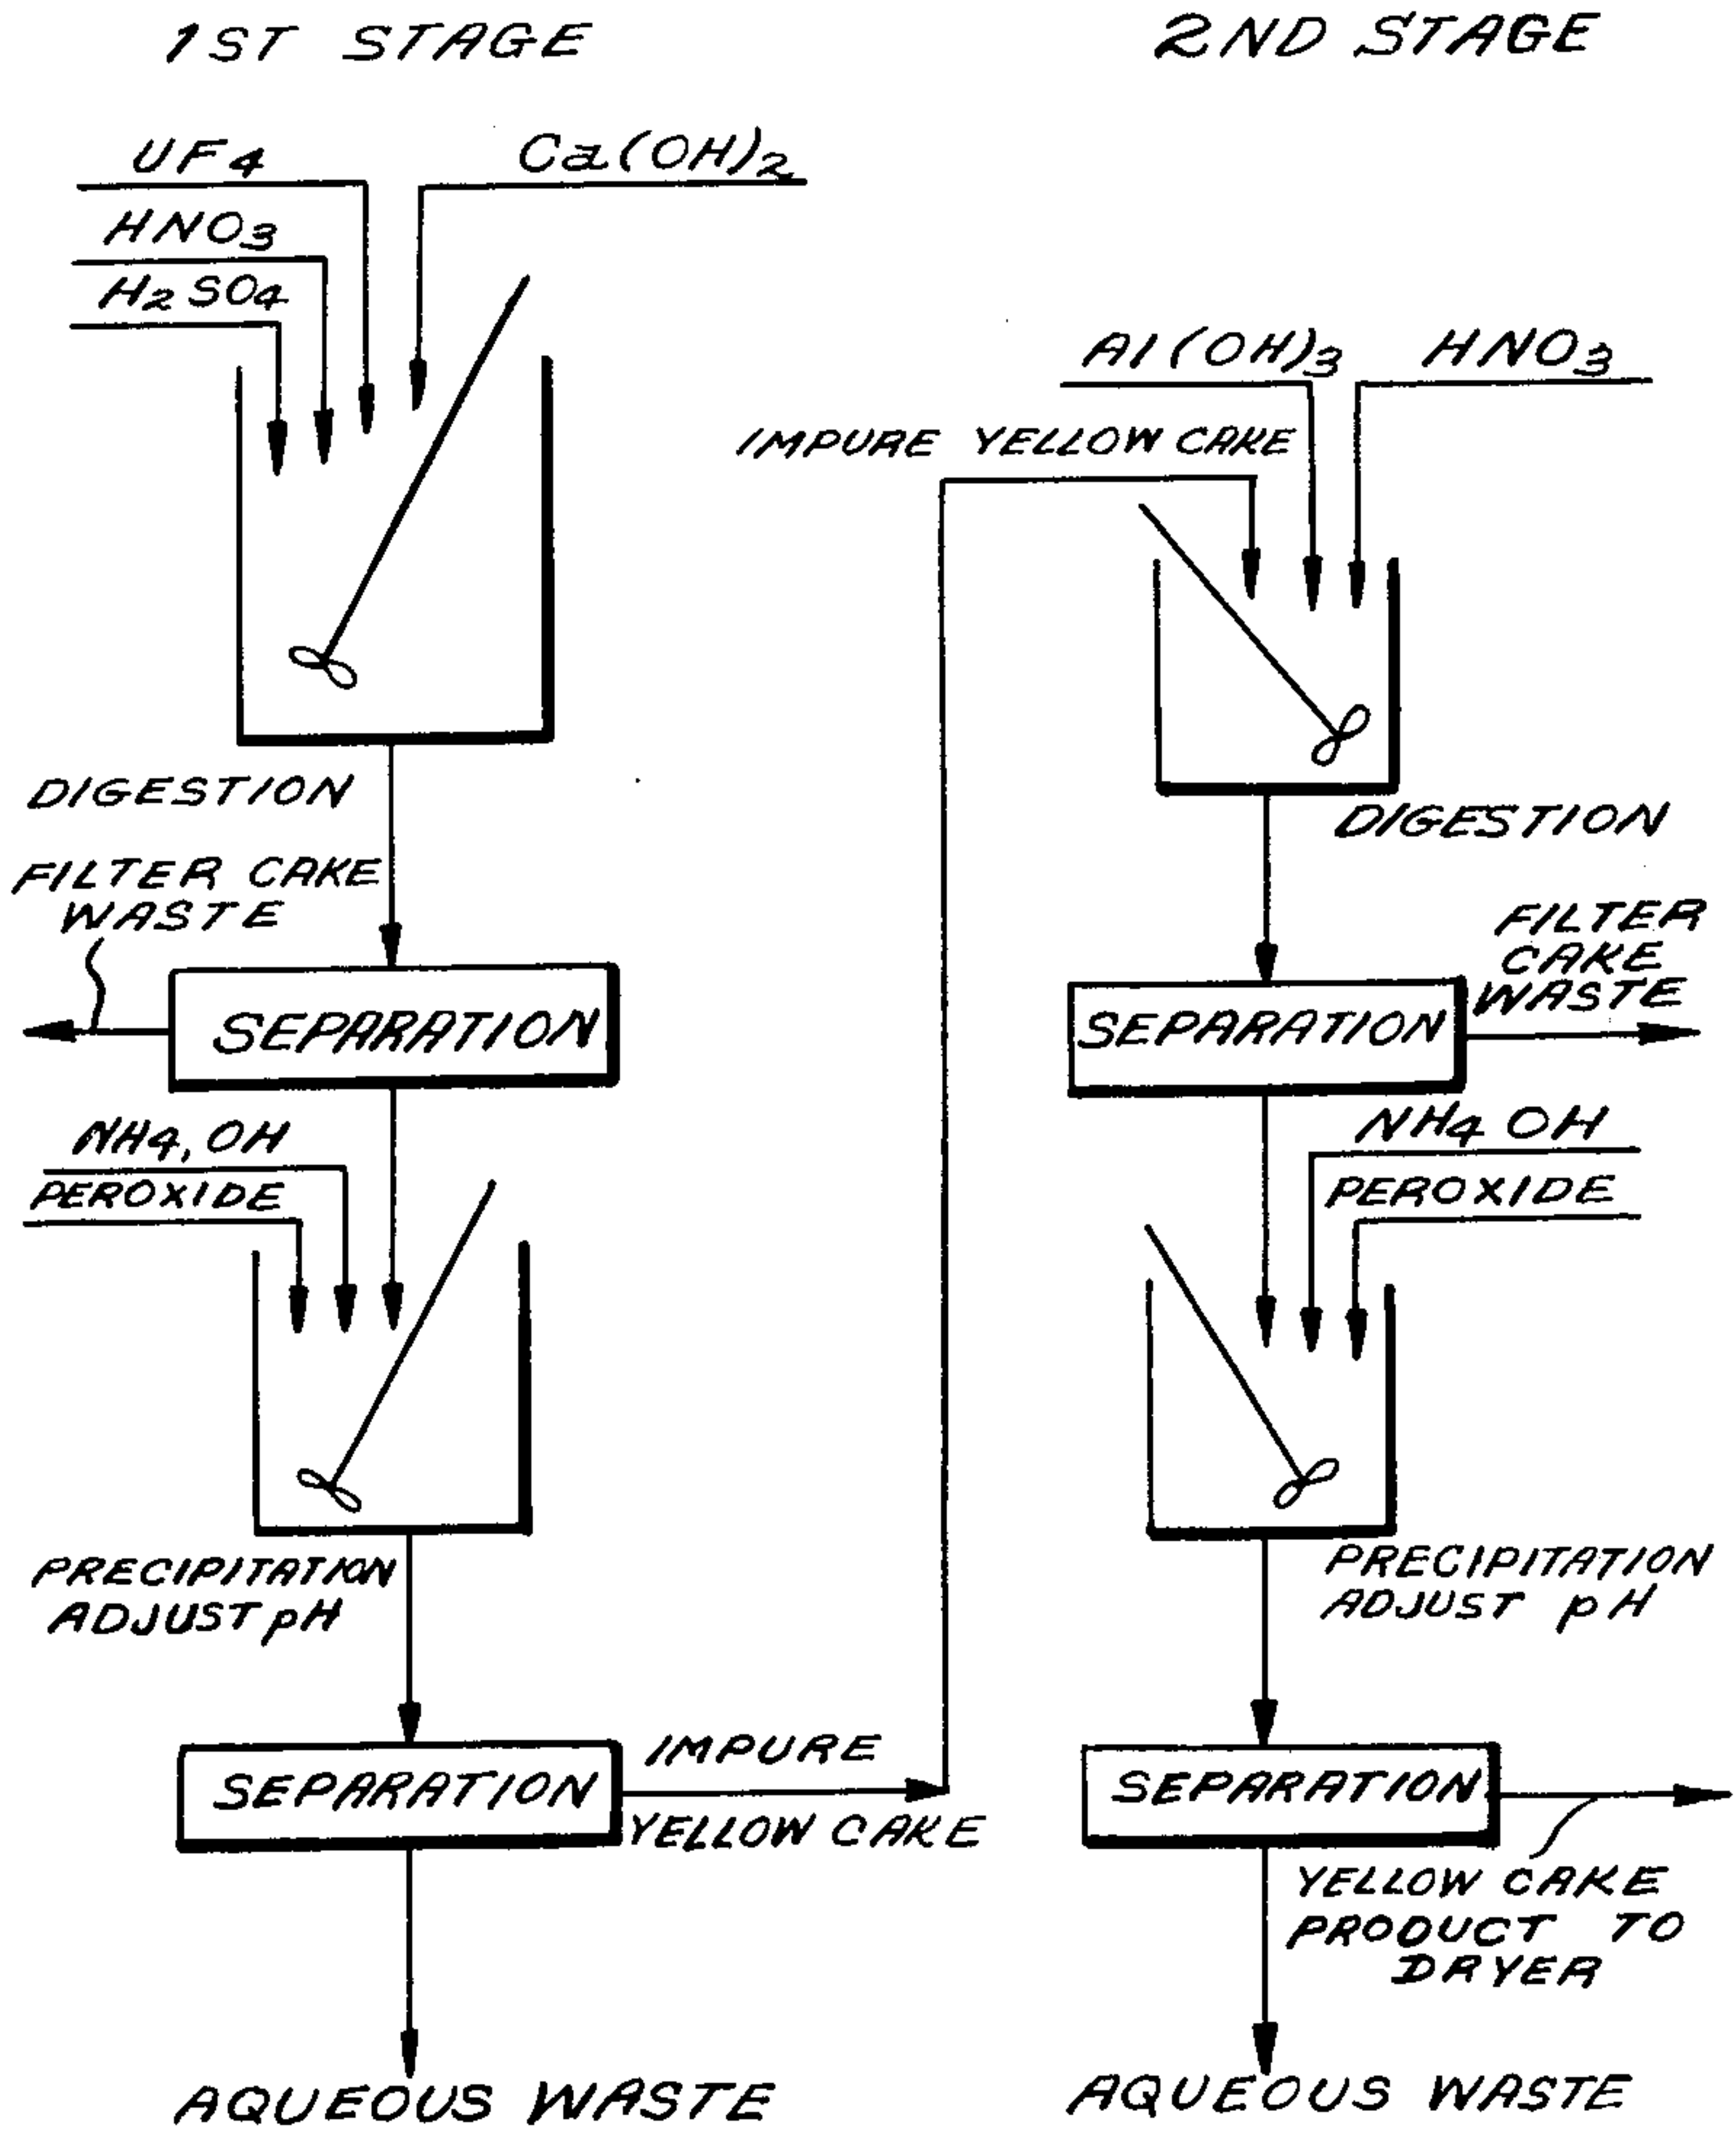 1ST STAGE
2ND STAGE
UF4
Ca(OH)2
HNO3
H2SO4
DIGESTION
FILTER CAKE
WASTE
SEPARATION
NH4, OH
PEROXIDE
PRECIPITATION
ADJUST pH
SEPARATION
IMPURE
YELLOW CAKE
AQUEOUS WASTE
Al(OH)3
HNO3
IMPURE YELLOW CAKE
DIGESTION
FILTER
CAKE
WASTE
SEPARATION
NH4 OH
PEROXIDE
PRECIPITATION
ADJUST pH
SEPARATION
YELLOW CAKE
PRODUCT TO
DRYER
AQUEOUS WASTE